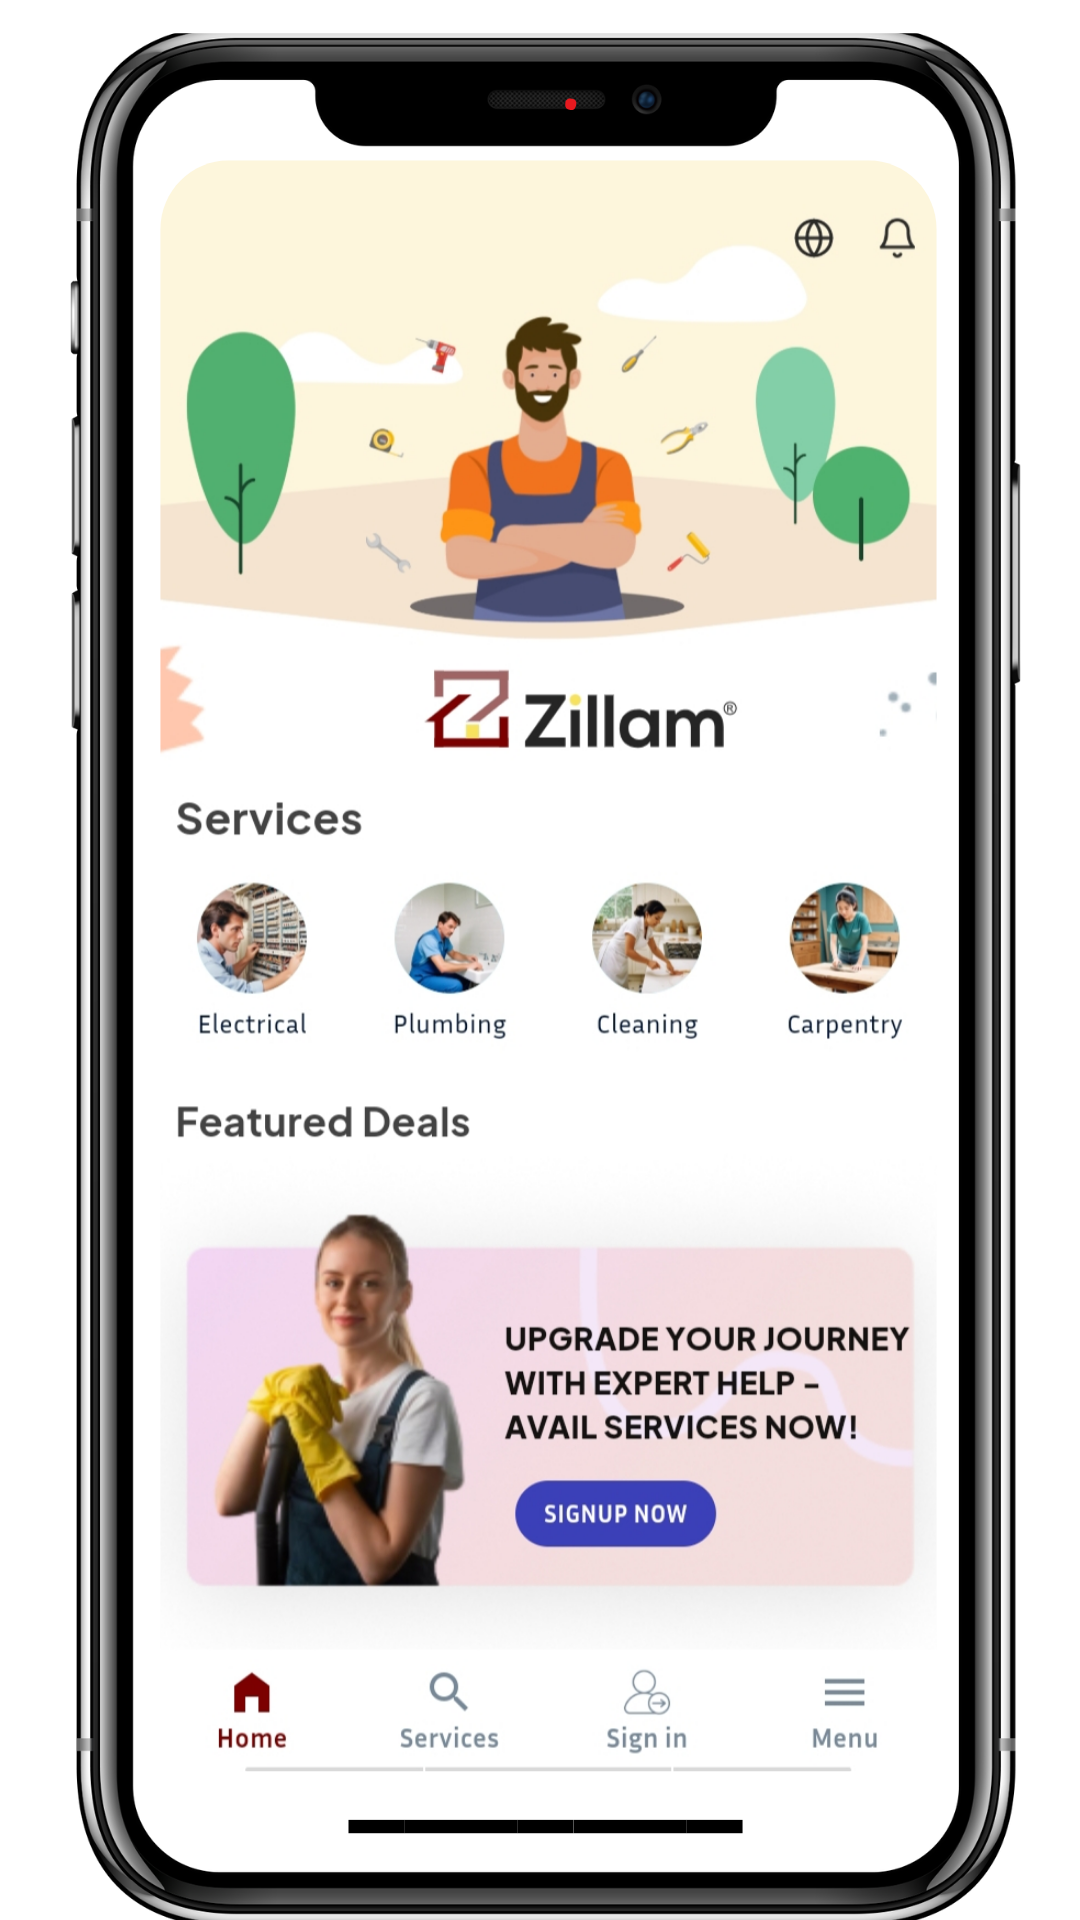 Zillam®
Services
Electrical
Plumbing
Cleaning
Carpentry
Featured Deals
UPGRADE YOUR JOURNEY
WITH EXPERT HELP –
AVAIL SERVICES NOW!
SIGNUP NOW
Home
Services
Sign in
Menu